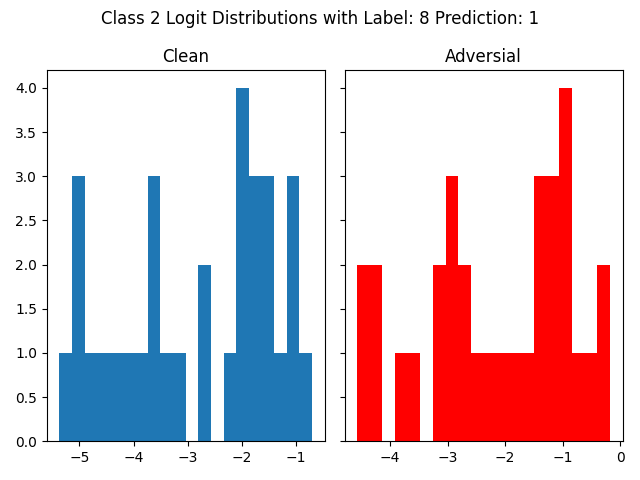 Class 2 Logit Distributions with Label: 8 Prediction: 1
Clean
Adversial
4.0
3.5
3.0
2.5
2.0
1.5
1.0
0.5
0.0
−5 −4 −3 −2 −1
−4 −3 −2 −1 0